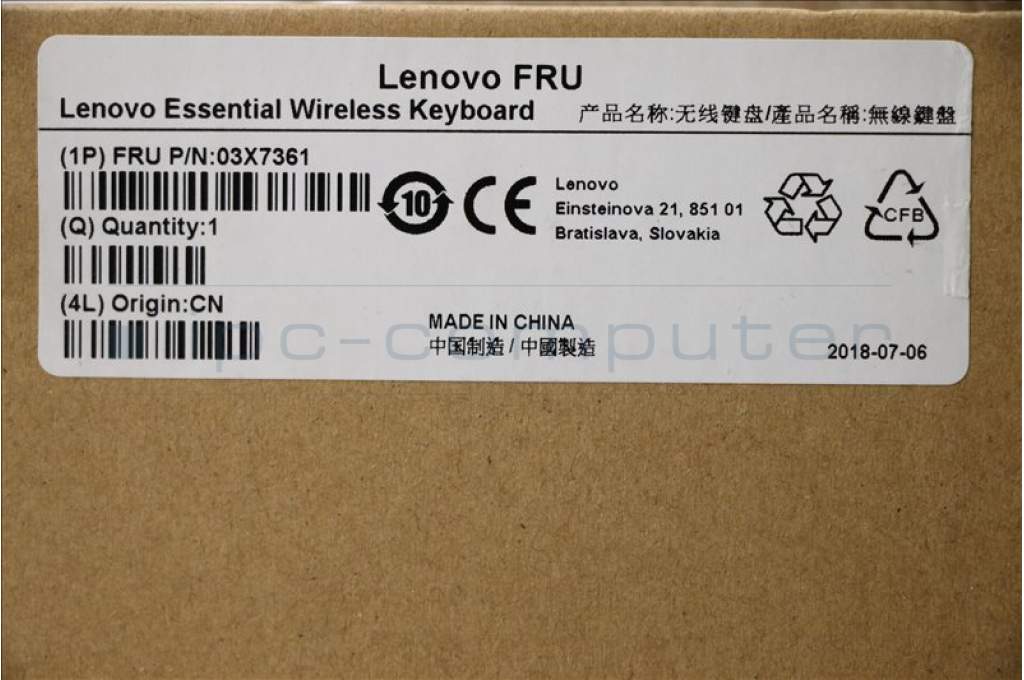 Lenovo FRU
Lenovo Essential Wireless Keyboard 产品名称:无线键盘/產品名稱:無線鍵盤
(1P) FRU P/N:03X7361
10
Lenovo
Einsteinova 21, 851 01
Bratislava, Slovakia
CFB
(Q) Quantity:1
(4L) Origin:CN
MADE IN CHINA
中国制造 / 中國製造
2018-07-06
ipc-computer